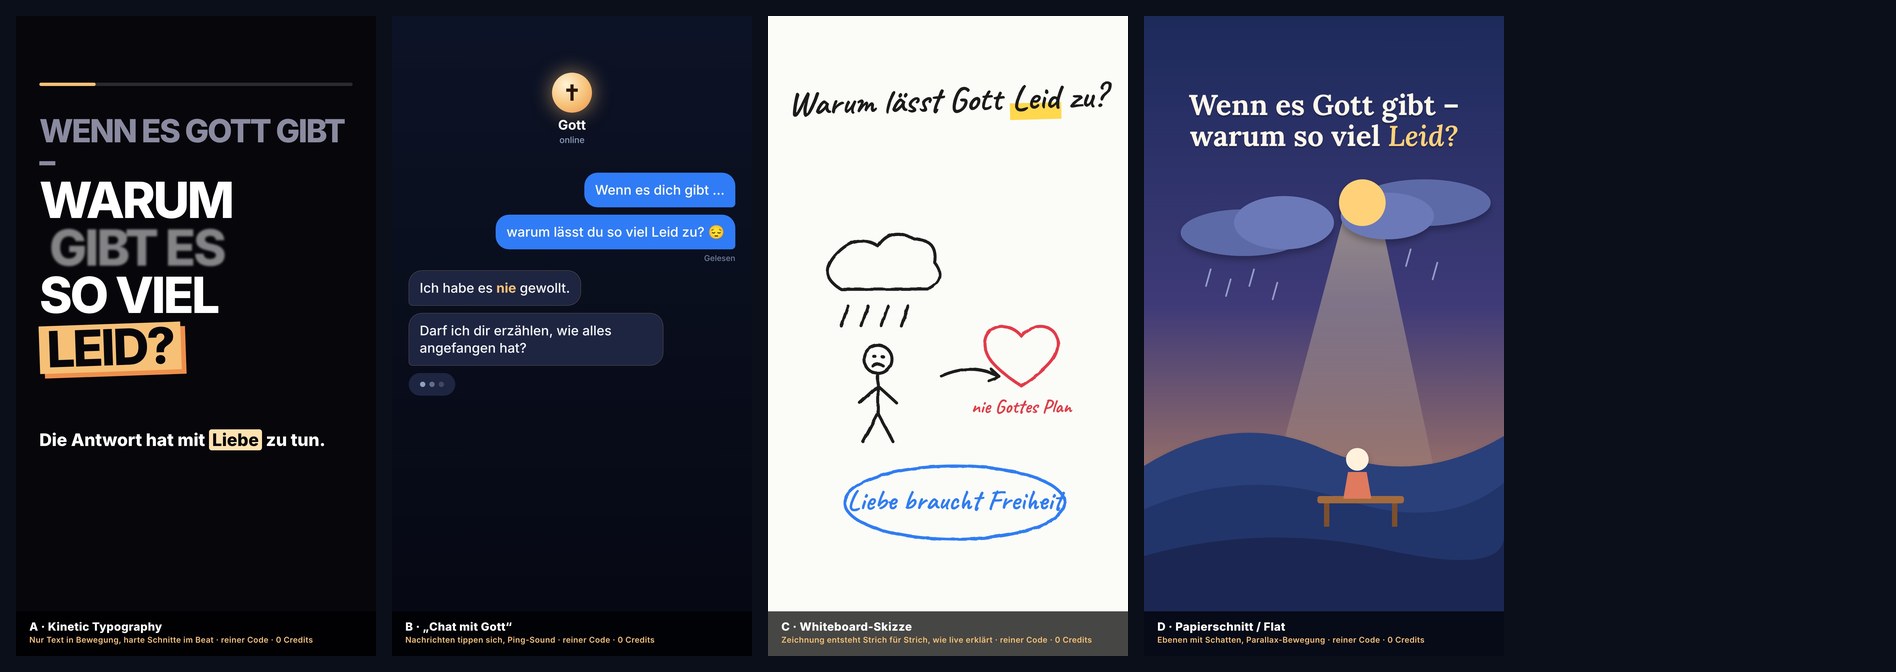 WENN ES GOTT GIBT
–
WARUM
GIBT ES
SO VIEL
LEID?
Die Antwort hat mit Liebe zu tun.
A · Kinetic Typography
Nur Text in Bewegung, harte Schnitte im Beat · reiner Code · 0 Credits
Gott
online
Wenn es dich gibt ...
warum lässt du so viel Leid zu? 😔
Gelesen
Ich habe es nie gewollt.
Darf ich dir erzählen, wie alles
angefangen hat?
B · „Chat mit Gott“
Nachrichten tippen sich, Ping-Sound · reiner Code · 0 Credits
Warum lässt Gott Leid zu?
nie Gottes Plan
Liebe braucht Freiheit
C · Whiteboard-Skizze
Zeichnung entsteht Strich für Strich, wie live erklärt · reiner Code · 0 Credits
Wenn es Gott gibt –
warum so viel Leid?
D · Papierschnitt / Flat
Ebenen mit Schatten, Parallax-Bewegung · reiner Code · 0 Credits